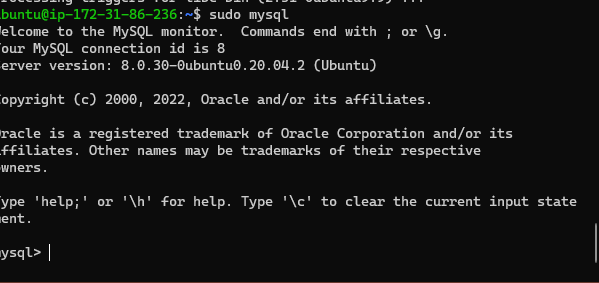 rocessing triggers for libc-bin (2.31-0ubuntu9.9) ...
ubuntu@ip-172-31-86-236:~$ sudo mysql
Welcome to the MySQL monitor.  Commands end with ; or \g.
Your MySQL connection id is 8
Server version: 8.0.30-0ubuntu0.20.04.2 (Ubuntu)
Copyright (c) 2000, 2022, Oracle and/or its affiliates.
Oracle is a registered trademark of Oracle Corporation and/or its
affiliates. Other names may be trademarks of their respective
owners.
Type 'help;' or '\h' for help. Type '\c' to clear the current input state
ment.
mysql>